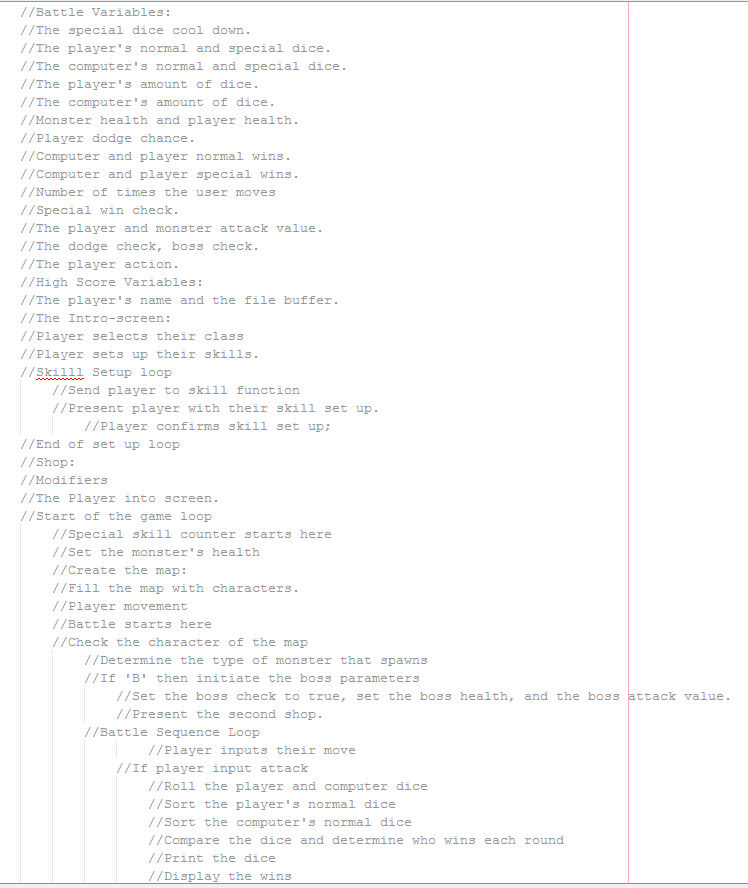 //Battle Variables:
//The special dice cool down.
//The player's normal and special dice.
//The computer's normal and special dice.
//The player's amount of dice.
//The computer's amount of dice.
//Monster health and player health.
//Player dodge chance.
//Computer and player normal wins.
//Computer and player special wins.
//Number of times the user moves
//Special win check.
//The player and monster attack value.
//The dodge check, boss check.
//The player action.
//High Score Variables:
//The player's name and the file buffer.
//The Intro-screen:
//Player selects their class
//Player sets up their skills.
//Skilll Setup loop
//Send player to skill function
//Present player with their skill set up.
//Player confirms skill set up;
//End of set up loop
//Shop:
//Modifiers
//The Player into screen.
//Start of the game loop
//Special skill counter starts here
//Set the monster's health
//Create the map:
//Fill the map with characters.
//Player movement
//Battle starts here
//Check the character of the map
//Determine the type of monster that spawns
//If 'B' then initiate the boss parameters
//Set the boss check to true, set the boss health, and the boss attack value.
//Present the second shop.
//Battle Sequence Loop
//Player inputs their move
//If player input attack
//Roll the player and computer dice
//Sort the player's normal dice
//Sort the computer's normal dice
//Compare the dice and determine who wins each round
//Print the dice
//Display the wins